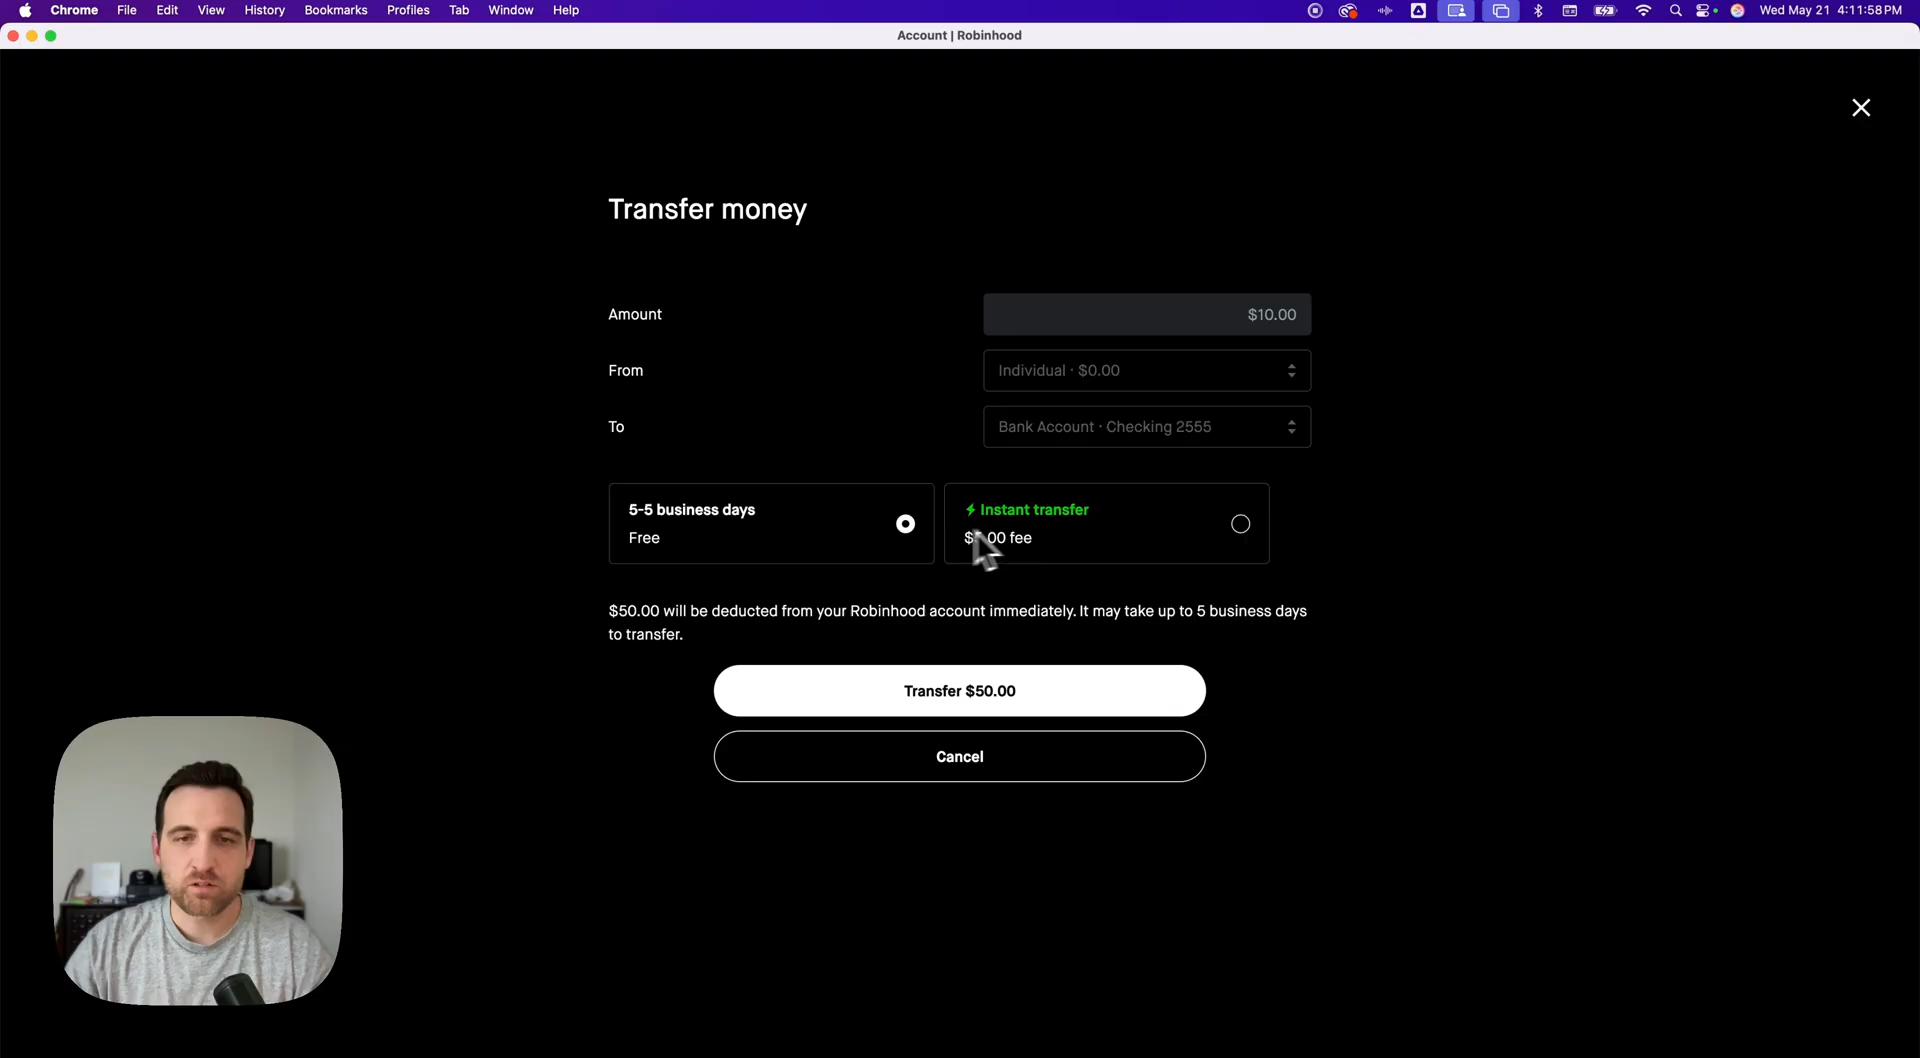 Chrome File Edit View History Bookmarks Profiles Tab Window Help Wed May 21 4:11:58 PM
Account | Robinhood
Transfer money
Amount $10.00
From Individual · $0.00
To Bank Account · Checking 2555
5-5 business days
Free
Instant transfer
fee
$50.00 will be deducted from your Robinhood account immediately. It may take up to 5 business days
to transfer.
Transfer $50.00
Cancel